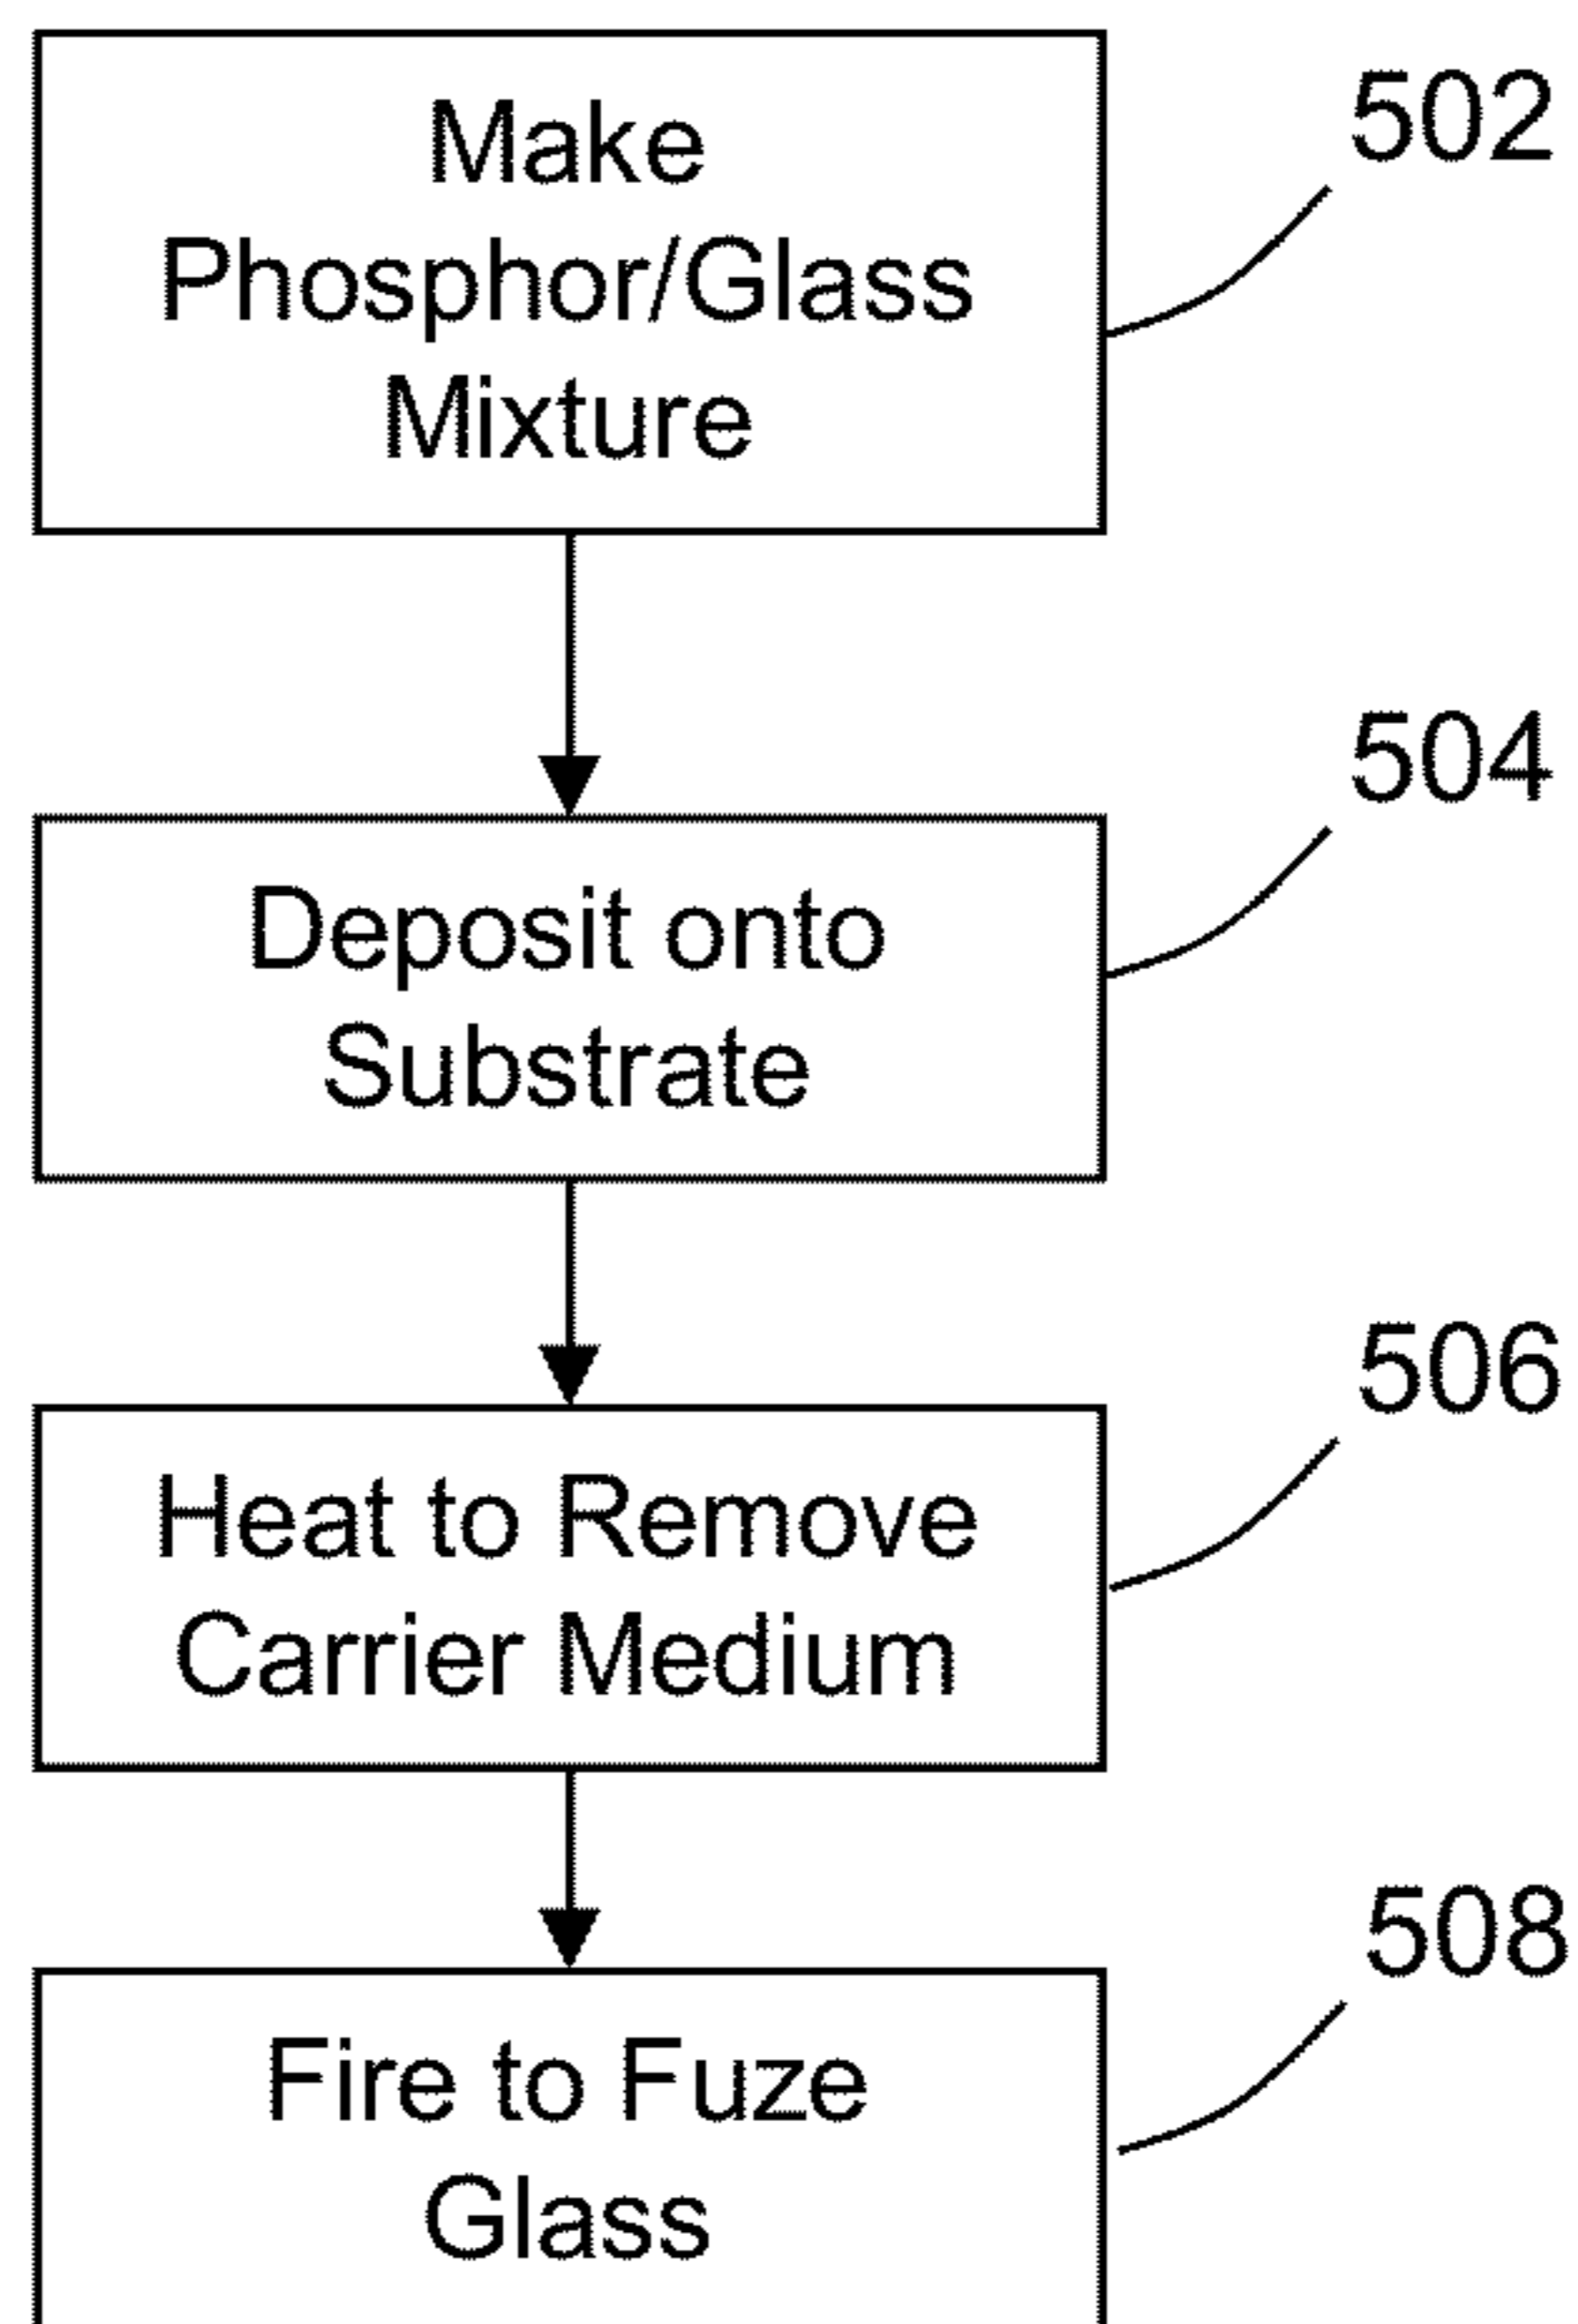 Make
Phosphor/Glass
Mixture
502
Deposit onto
Substrate
504
Heat to Remove
Carrier Medium
506
Fire to Fuze
Glass
508